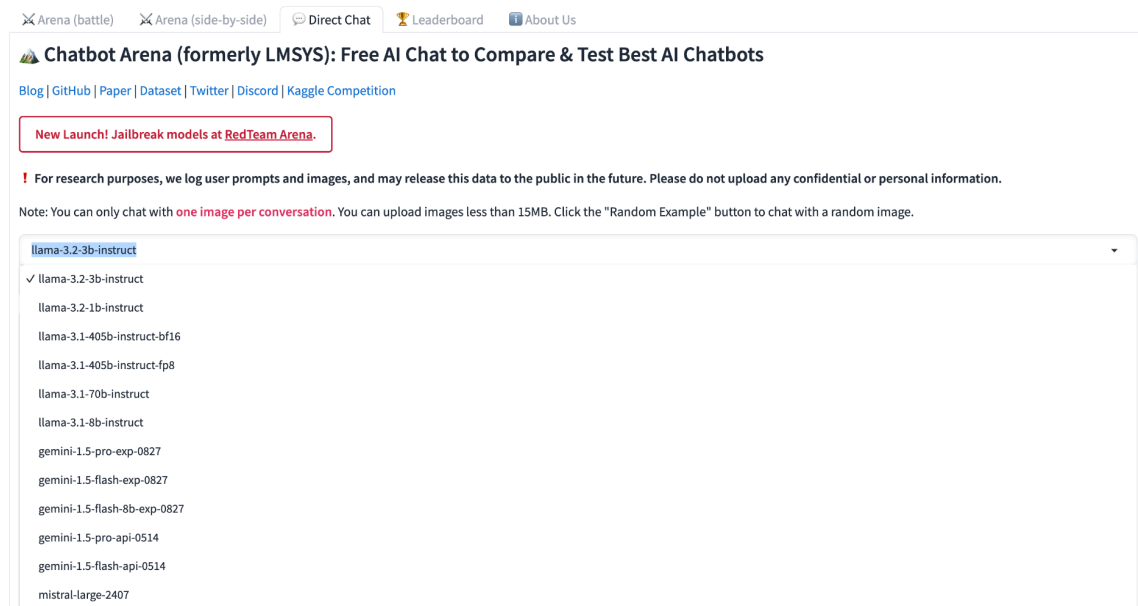 Arena (battle) Arena (side-by-side) Direct Chat Leaderboard About Us
Chatbot Arena (formerly LMSYS): Free AI Chat to Compare & Test Best AI Chatbots
Blog | GitHub | Paper | Dataset | Twitter | Discord | Kaggle Competition
New Launch! Jailbreak models at RedTeam Arena.
❗ For research purposes, we log user prompts and images, and may release this data to the public in the future. Please do not upload any confidential or personal information.
Note: You can only chat with one image per conversation. You can upload images less than 15MB. Click the "Random Example" button to chat with a random image.
llama-3.2-3b-instruct
✓ llama-3.2-3b-instruct
llama-3.2-1b-instruct
llama-3.1-405b-instruct-bf16
llama-3.1-405b-instruct-fp8
llama-3.1-70b-instruct
llama-3.1-8b-instruct
gemini-1.5-pro-exp-0827
gemini-1.5-flash-exp-0827
gemini-1.5-flash-8b-exp-0827
gemini-1.5-pro-api-0514
gemini-1.5-flash-api-0514
mistral-large-2407